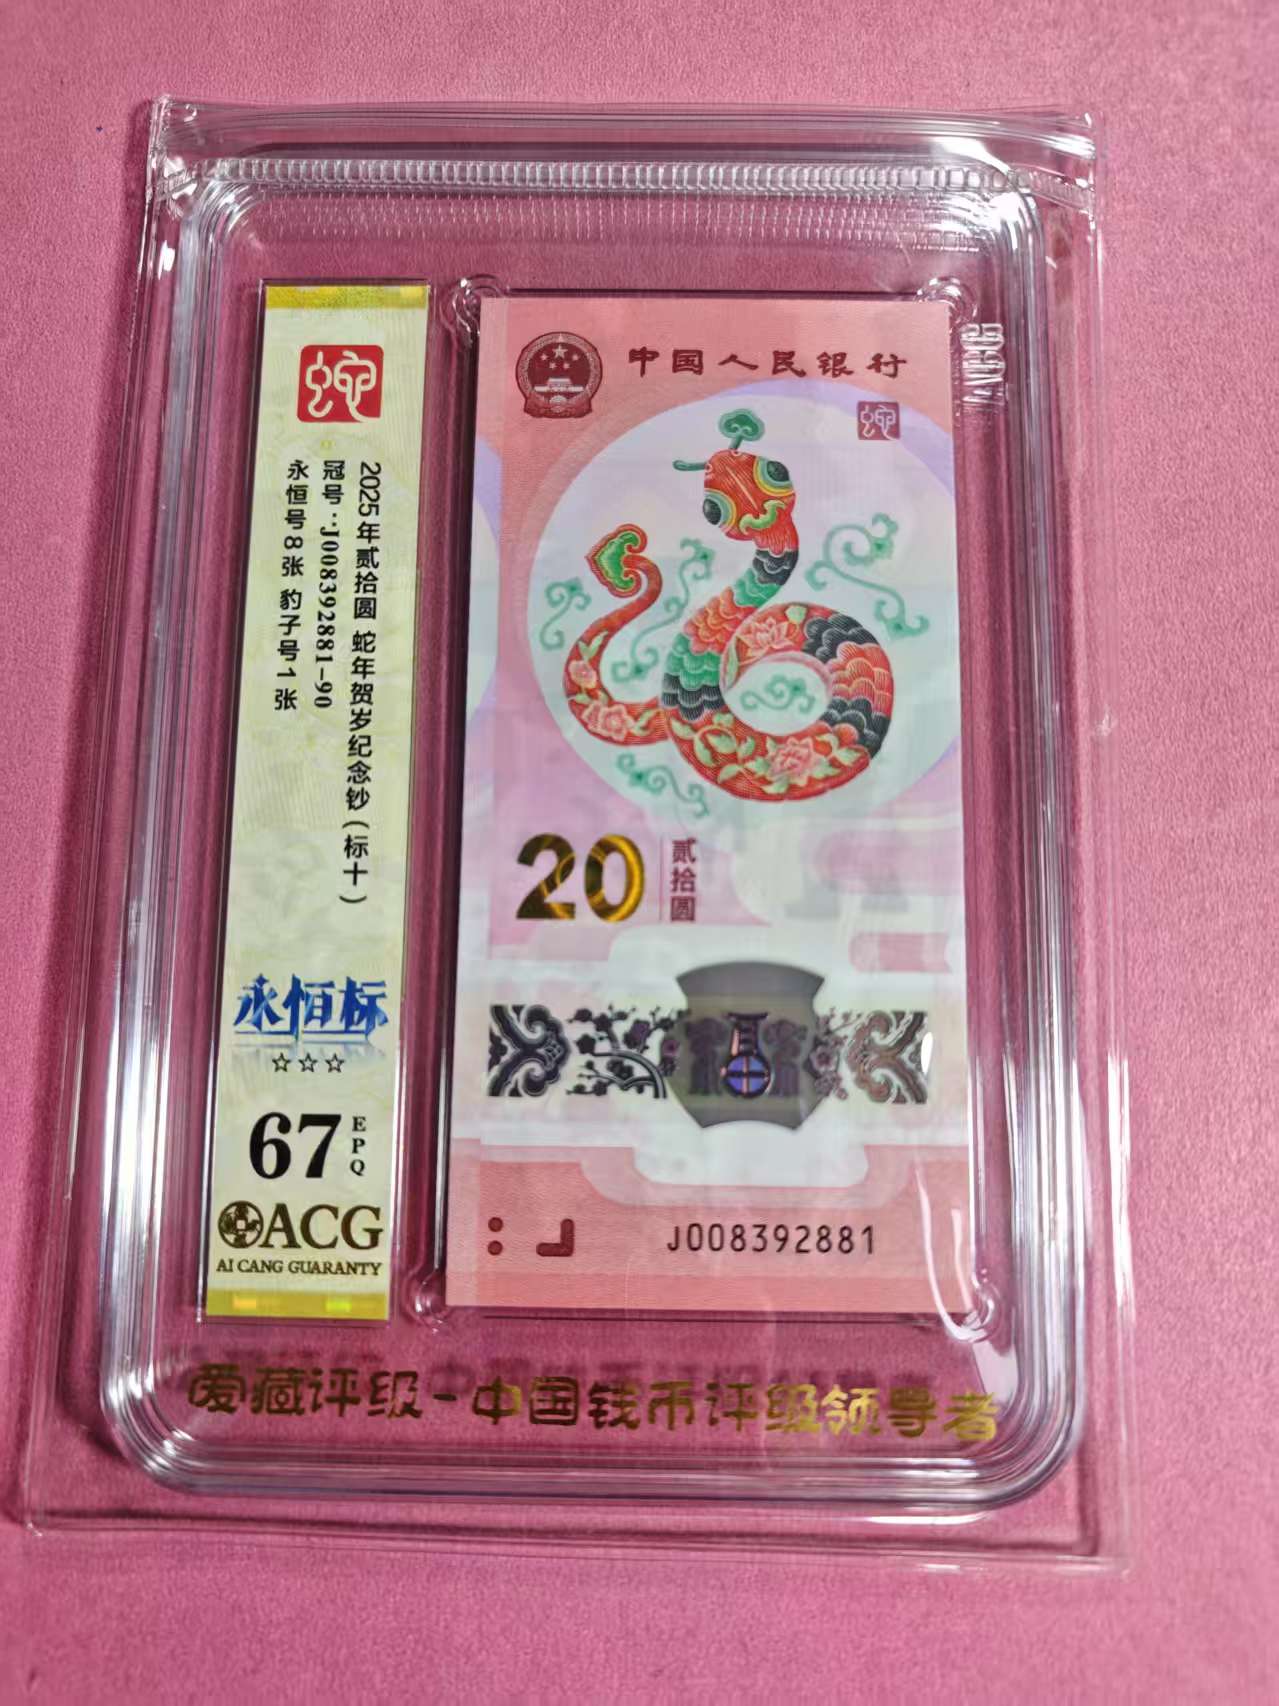 蛇
2025年贰拾圆 蛇年贺岁纪念钞(标十)
冠号:J008392881-90
永恒号8张 豹子号1张
永恒标
☆☆☆
67
EPQ
ACG
AI CANG GUARANTY
中国人民银行
蛇
20
贰拾圆
J008392881
爱藏评级-中国钱币评级领导者